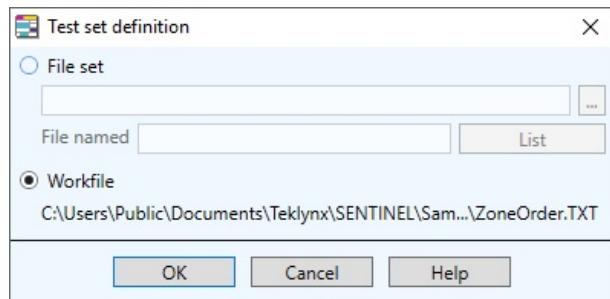 Test set definition
File set
...
File named
List
Workfile
C:\Users\Public\Documents\Teklynx\SENTINEL\Sam...\ZoneOrder.TXT
OK Cancel Help